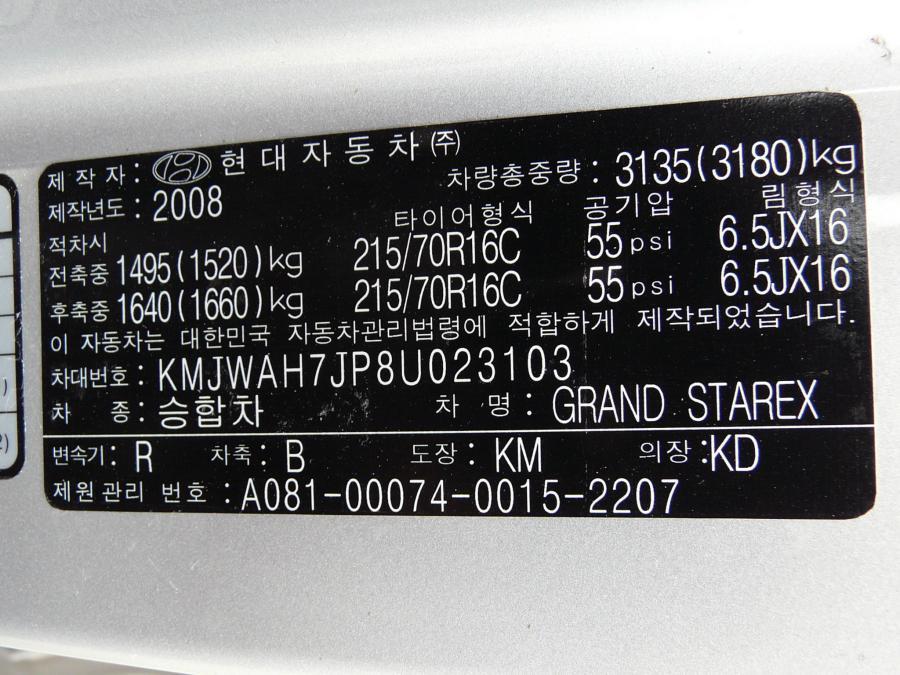 제 작 자 : 현대자동차(주)
차량총중량 : 3135(3180)kg
제작년도 : 2008
타이어형식 공기압 림형식
적차시
전축중 1495(1520)kg 215/70R16C 55psi 6.5JX16
후축중 1640(1660)kg 215/70R16C 55psi 6.5JX16
이 자동차는 대한민국 자동차관리법령에 적합하게 제작되었습니다.
차대번호 : KMJWAH7JP8U023103
차 종 : 승합차 차 명 : GRAND STAREX
변속기 : R 차축 : B 도장 : KM 의장 : KD
제원관리 번호 : A081-00074-0015-2207